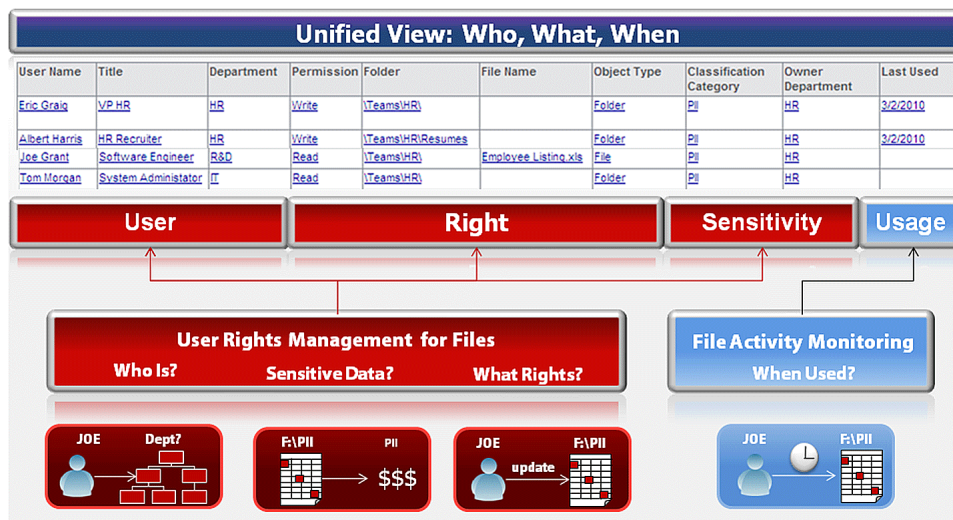 Unified View: Who, What, When
User Name Title Department Permission Folder File Name Object Type Classification Category Owner Department Last Used
Eric Graig VP HR HR Write \Teams\HR\ Folder PII HR 3/2/2010
Albert Harris HR Recruiter HR Write \Teams\HR\Resumes Folder PII HR 3/2/2010
Joe Grant Software Engineer R&D Read \Teams\HR\ Employee Listing.xls File PII HR
Tom Morgan System Administator IT Read \Teams\HR\ Folder PII HR
User Right Sensitivity Usage
User Rights Management for Files
Who Is? Sensitive Data? What Rights?
File Activity Monitoring
When Used?
JOE Dept?
F:\PII PII
$$$
JOE F:\PII
update
JOE F:\PII